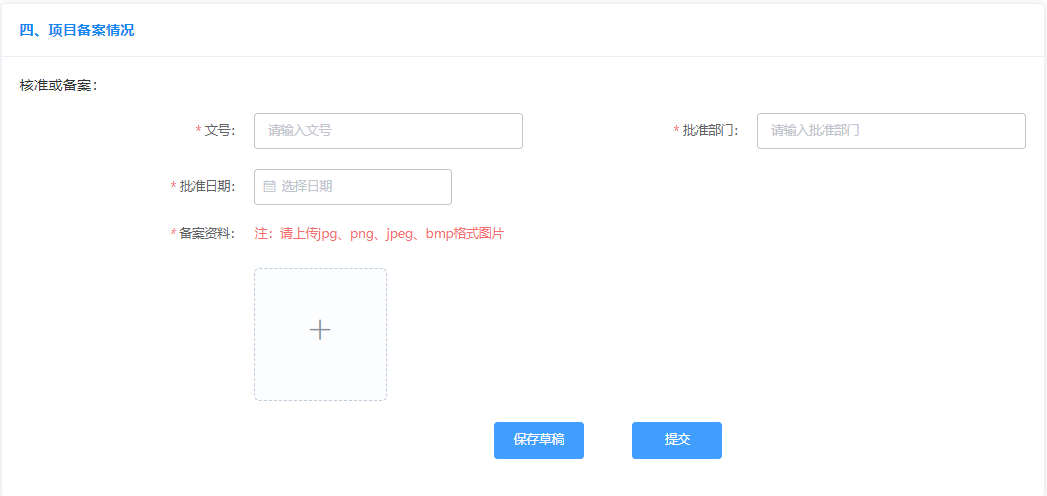 四、项目备案情况
核准或备案：
* 文号： 请输入文号 * 批准部门： 请输入批准部门
* 批准日期： 选择日期
* 备案资料： 注：请上传jpg、png、jpeg、bmp格式图片
保存草稿 提交